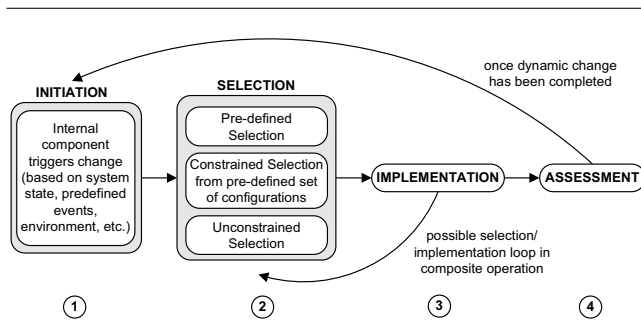 once dynamic change
has been completed
INITIATION
Internal
component
triggers change
(based on system
state, predefined
events,
environment, etc.)
SELECTION
Pre-defined
Selection
Constrained Selection
from pre-defined set
of configurations
Unconstrained
Selection
IMPLEMENTATION
ASSESSMENT
possible selection/
implementation loop in
composite operation
1
2
3
4